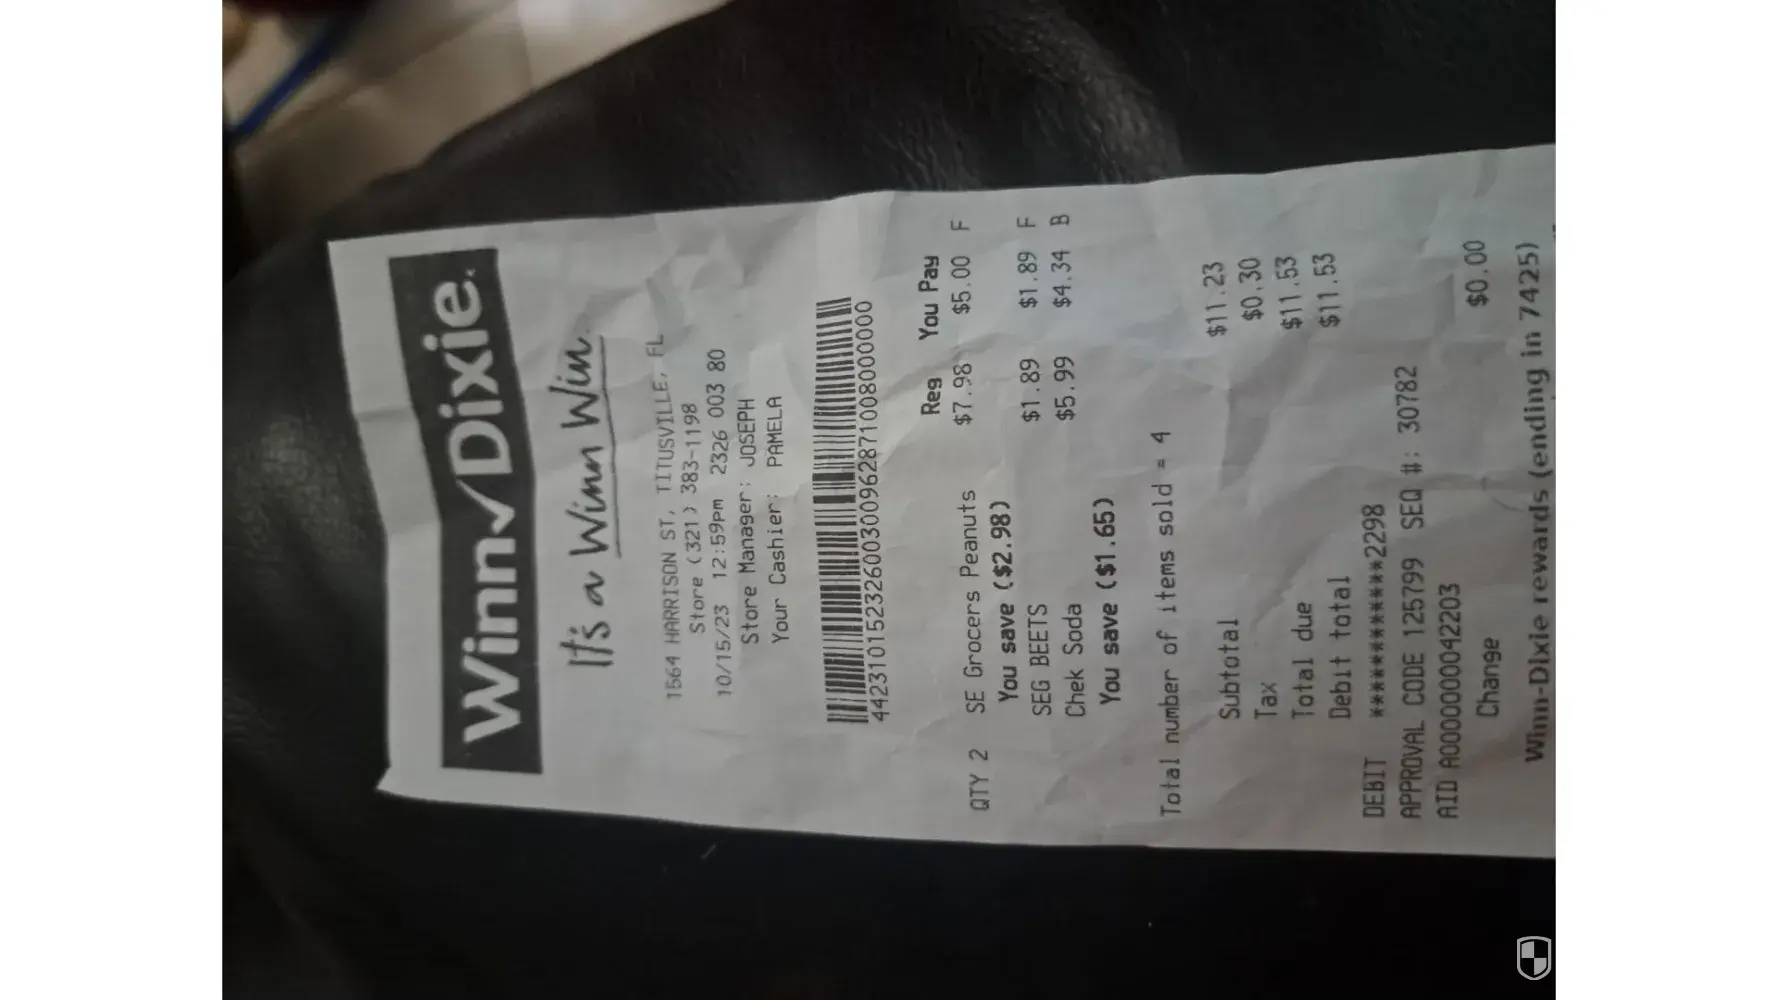 Winn✓Dixie.
It's a Winn Win.
1564 HARRISON ST, TITUSVILLE, FL
Store (321) 383-1198
10/15/23 12:59pm 2326 003 80
Store Manager: JOSEPH
Your Cashier: PAMELA
44231015232600300962871008000000
Reg You Pay
QTY 2 SE Grocers Peanuts $7.98 $5.00 F
You save ($2.98)
SEG BEETS $1.89 $1.89 F
Chek Soda $5.99 $4.34 B
You save ($1.65)
Total number of items sold = 4
Subtotal $11.23
Tax $0.30
Total due $11.53
Debit total $11.53
DEBIT ************2298
APPROVAL CODE 125799 SEQ #: 30782
AID A0000000042203
Change $0.00
Winn-Dixie rewards (ending in 7425)